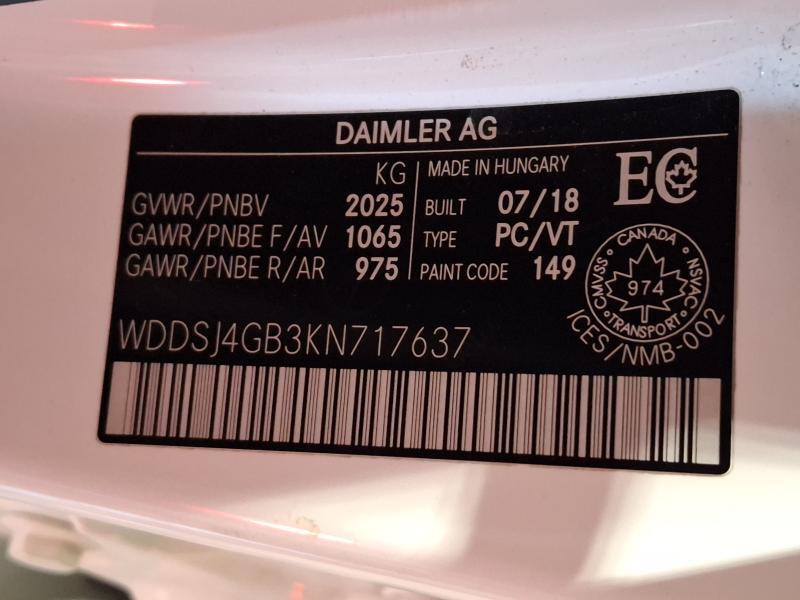 DAIMLER AG
KG
GVWR/PNBV 2025
GAWR/PNBE F/AV 1065
GAWR/PNBE R/AR 975
MADE IN HUNGARY
BUILT 07/18
TYPE PC/VT
PAINT CODE 149
EC
CANADA
CMVSS 974 NSVAC
TRANSPORT
ICES/NMB-002
WDDSJ4GB3KN717637